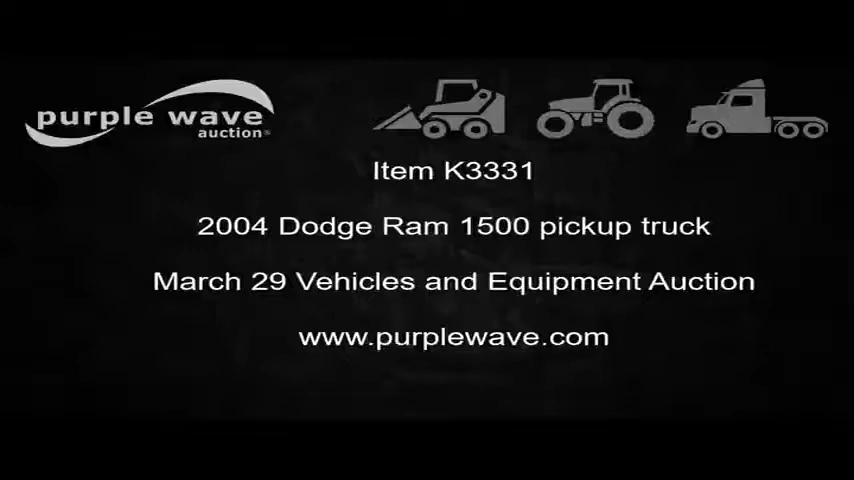 purple wave
auction®
Item K3331
2004 Dodge Ram 1500 pickup truck
March 29 Vehicles and Equipment Auction
www.purplewave.com